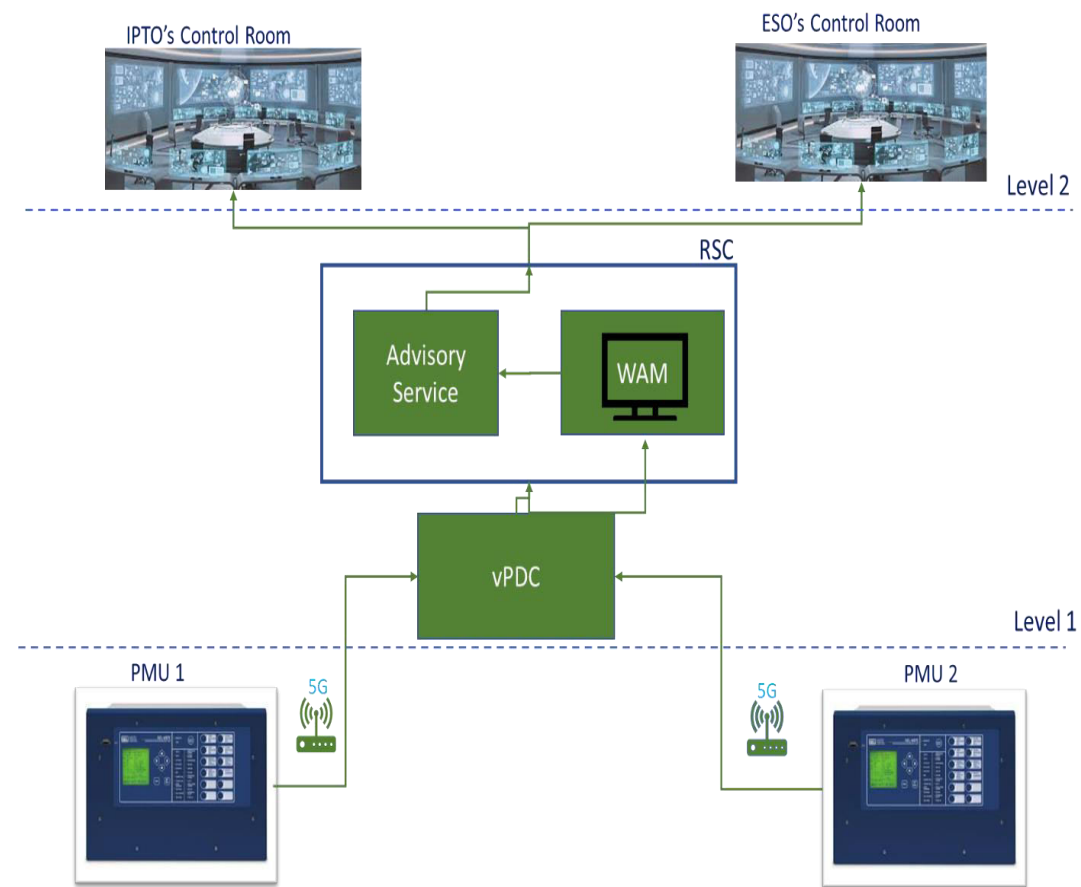 IPTO's Control Room
ESO's Control Room
Level 2
RSC
Advisory
Service
WAM
vPDC
Level 1
PMU 1
5G
5G
PMU 2